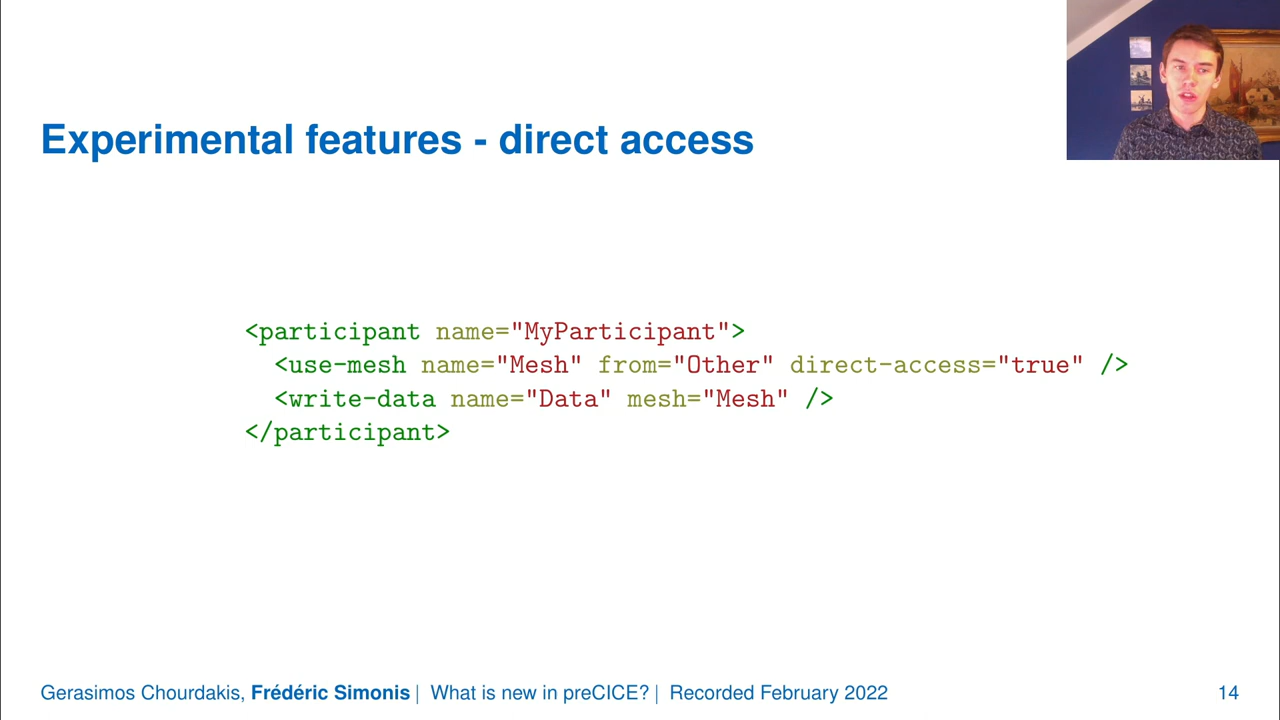 Experimental features - direct access
<participant name="MyParticipant">
<use-mesh name="Mesh" from="Other" direct-access="true" />
<write-data name="Data" mesh="Mesh" />
</participant>
Gerasimos Chourdakis, Frédéric Simonis | What is new in preCICE? | Recorded February 2022 14